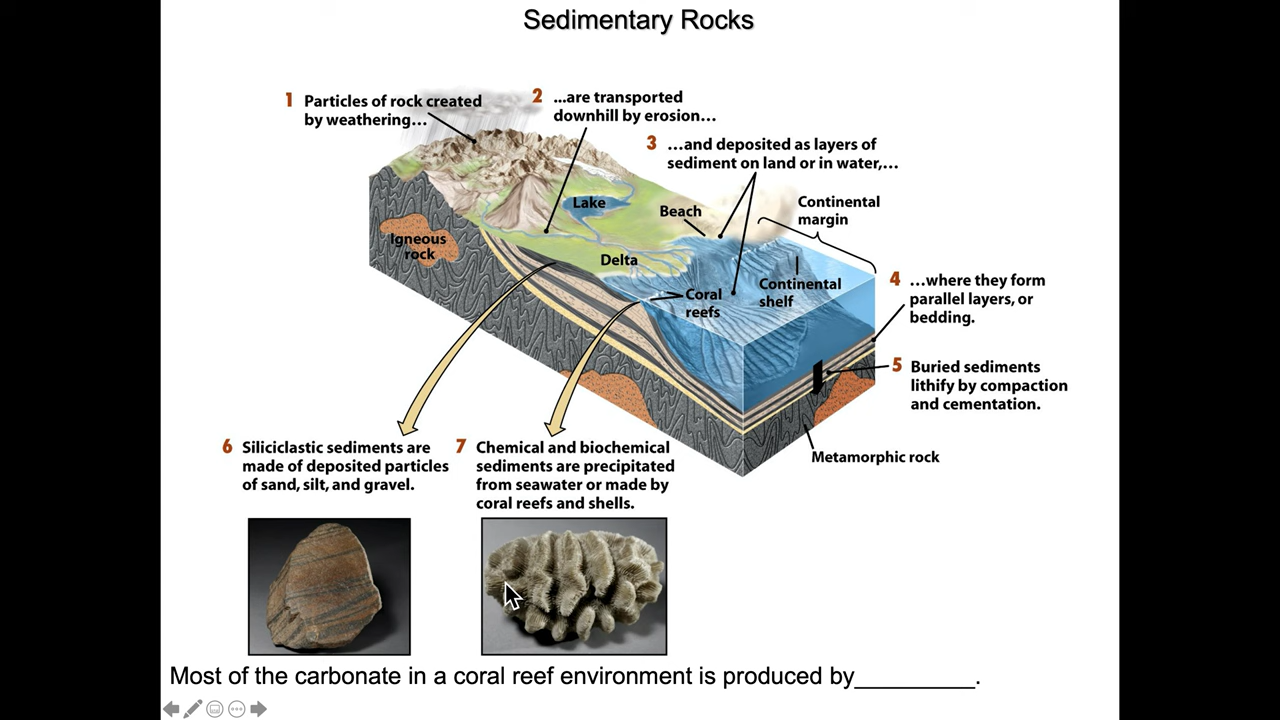 Sedimentary Rocks
1 Particles of rock created
by weathering...
2 ...are transported
downhill by erosion...
3 ...and deposited as layers of
sediment on land or in water,...
Continental
margin
Lake
Beach
Igneous
rock
Delta
Coral
reefs
Continental
shelf
4 ...where they form
parallel layers, or
bedding.
5 Buried sediments
lithify by compaction
and cementation.
Metamorphic rock
6 Siliciclastic sediments are
made of deposited particles
of sand, silt, and gravel.
7 Chemical and biochemical
sediments are precipitated
from seawater or made by
coral reefs and shells.
Most of the carbonate in a coral reef environment is produced by_________.